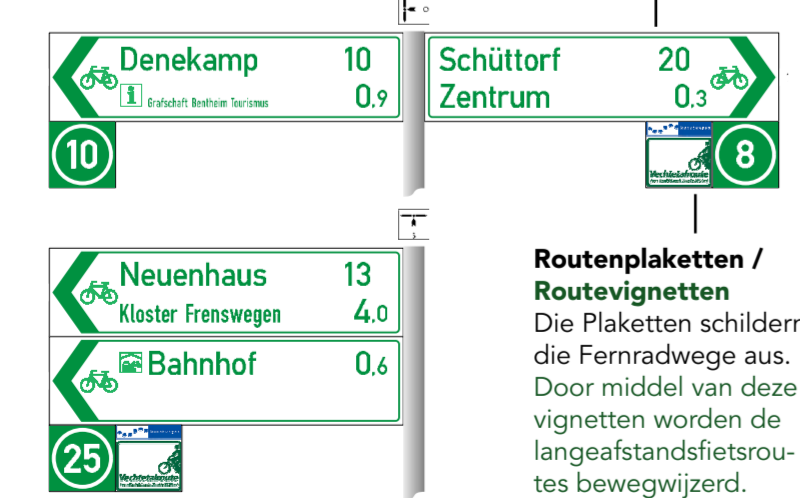 Denekamp 10
i Grafschaft Bentheim Tourismus 0.9
10
Schüttorf 20
Zentrum 0.3
Vechtetalroute
8
Neuenhaus 13
Kloster Frenswegen 4.0
Bahnhof 0.6
25
Vechtetalroute
Routenplaketten /
Routevignetten
Die Plaketten schildern
die Fernradwege aus.
Door middel van deze
vignetten worden de
langeafstandsfietsrou-
tes bewegwijzerd.